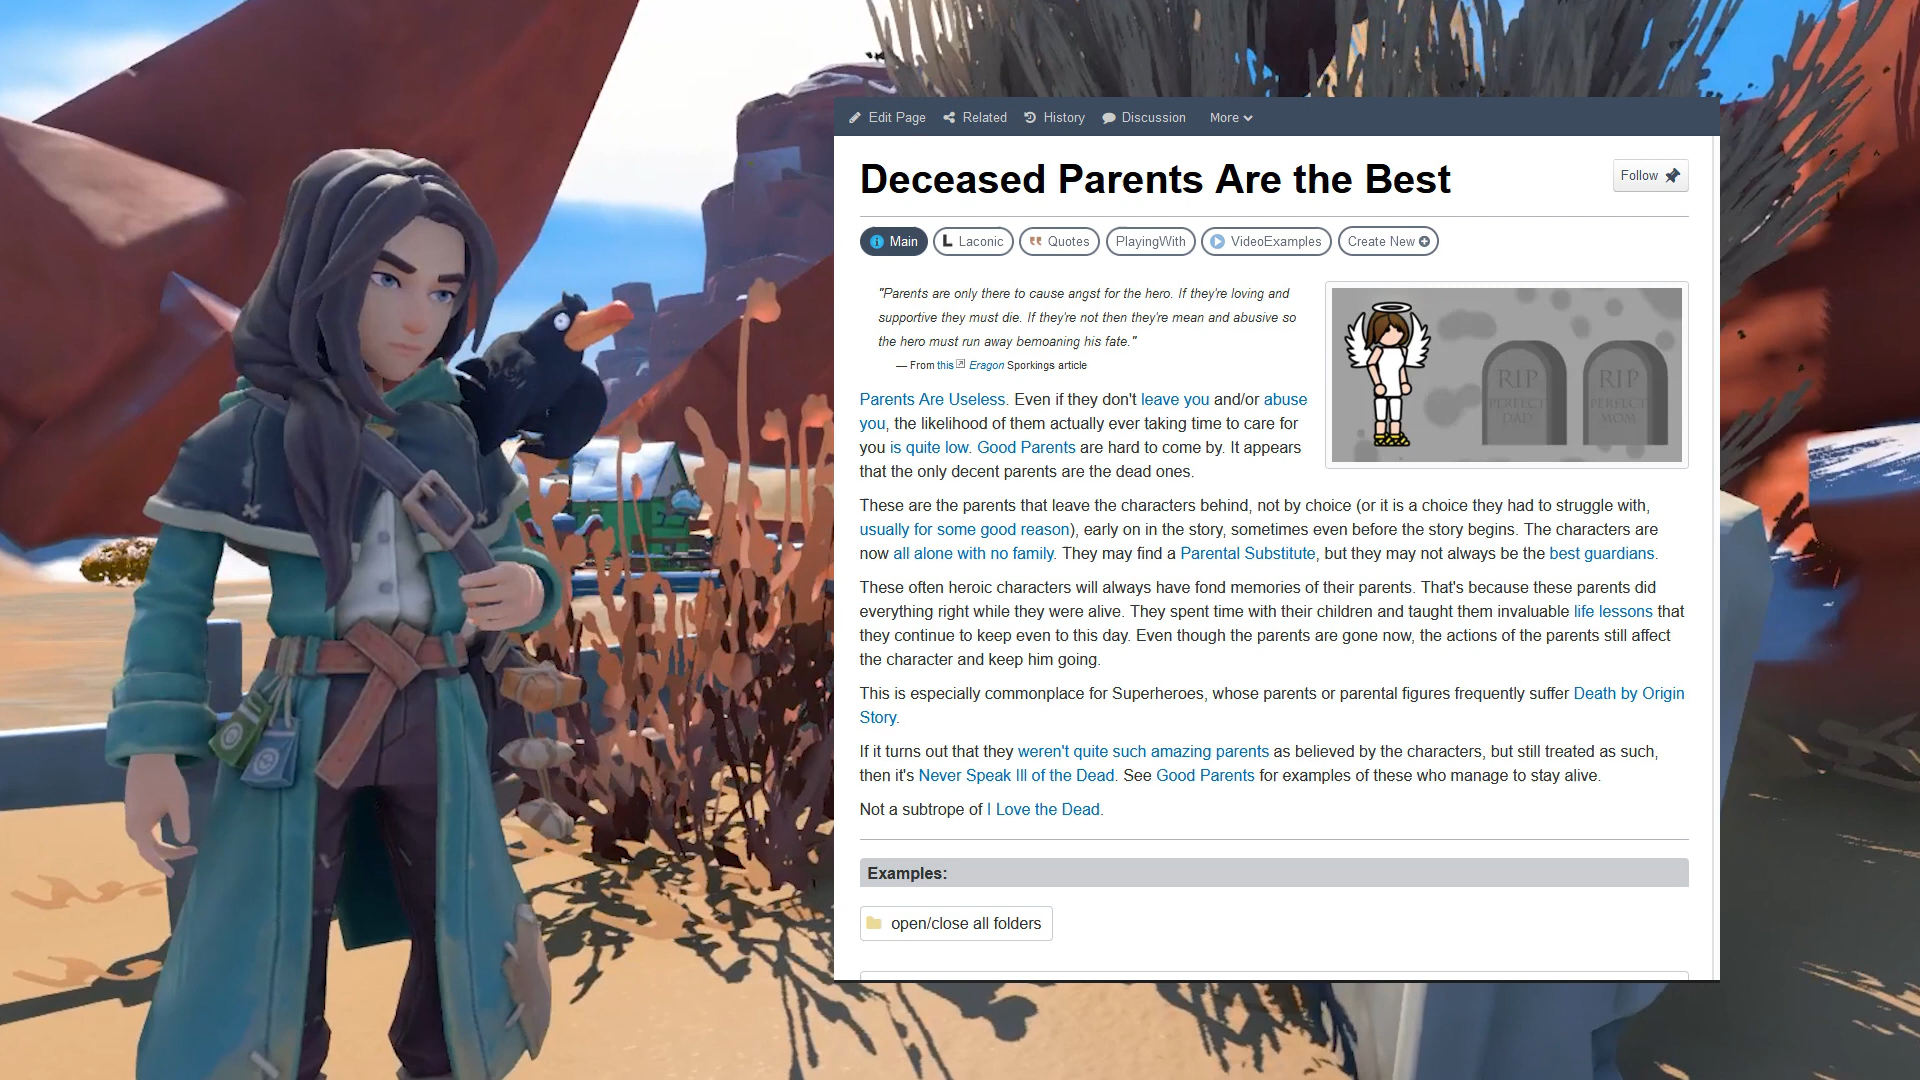 Edit Page Related History Discussion More
Deceased Parents Are the Best
Follow
Main Laconic Quotes PlayingWith VideoExamples Create New
"Parents are only there to cause angst for the hero. If they're loving and
supportive they must die. If they're not then they're mean and abusive so
the hero must run away bemoaning his fate."
— From this Eragon Sporkings article
RIP
PERFECT
DAD
RIP
PERFECT
MOM
Parents Are Useless. Even if they don't leave you and/or abuse
you, the likelihood of them actually ever taking time to care for
you is quite low. Good Parents are hard to come by. It appears
that the only decent parents are the dead ones.
These are the parents that leave the characters behind, not by choice (or it is a choice they had to struggle with,
usually for some good reason), early on in the story, sometimes even before the story begins. The characters are
now all alone with no family. They may find a Parental Substitute, but they may not always be the best guardians.
These often heroic characters will always have fond memories of their parents. That's because these parents did
everything right while they were alive. They spent time with their children and taught them invaluable life lessons that
they continue to keep even to this day. Even though the parents are gone now, the actions of the parents still affect
the character and keep him going.
This is especially commonplace for Superheroes, whose parents or parental figures frequently suffer Death by Origin
Story.
If it turns out that they weren't quite such amazing parents as believed by the characters, but still treated as such,
then it's Never Speak Ill of the Dead. See Good Parents for examples of these who manage to stay alive.
Not a subtrope of I Love the Dead.
Examples:
open/close all folders